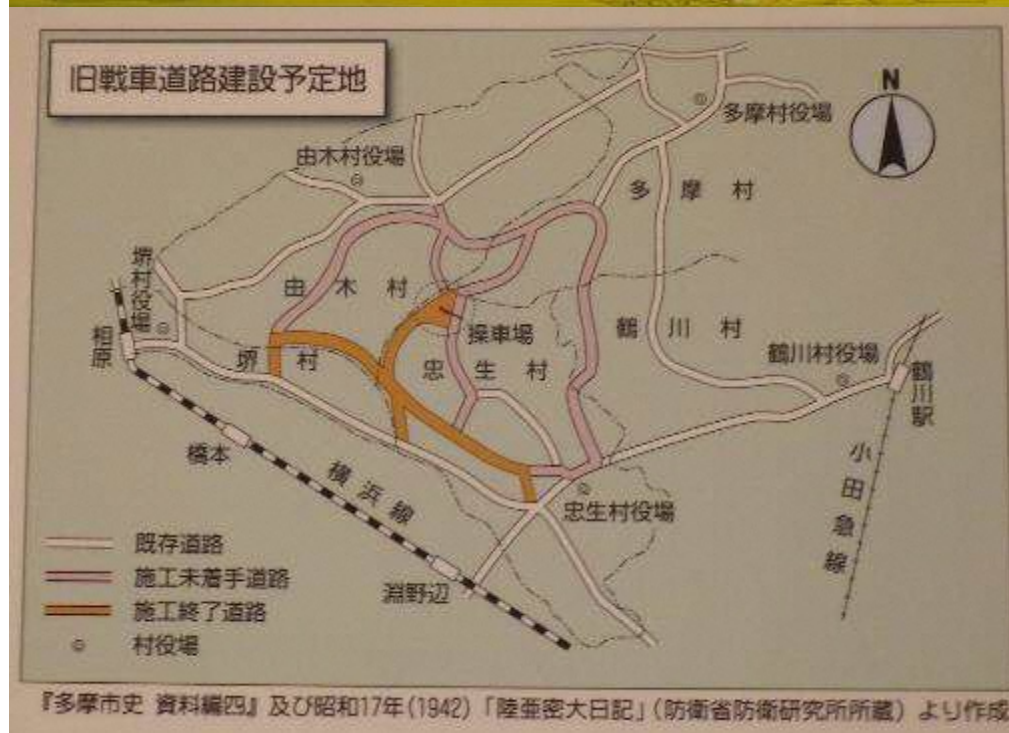 旧戦車道路建設予定地
N
多摩村役場
由木村役場
多摩村
堺村役場
由木村
操車場
鶴川村
相原
堺村
忠生村
鶴川村役場
鶴川駅
橋本
横浜線
小田急線
忠生村役場
淵野辺
既存道路
施工未着手道路
施工終了道路
村役場
『多摩市史 資料編四』及び昭和17年(1942)「陸亜密大日記」(防衛省防衛研究所所蔵)より作成